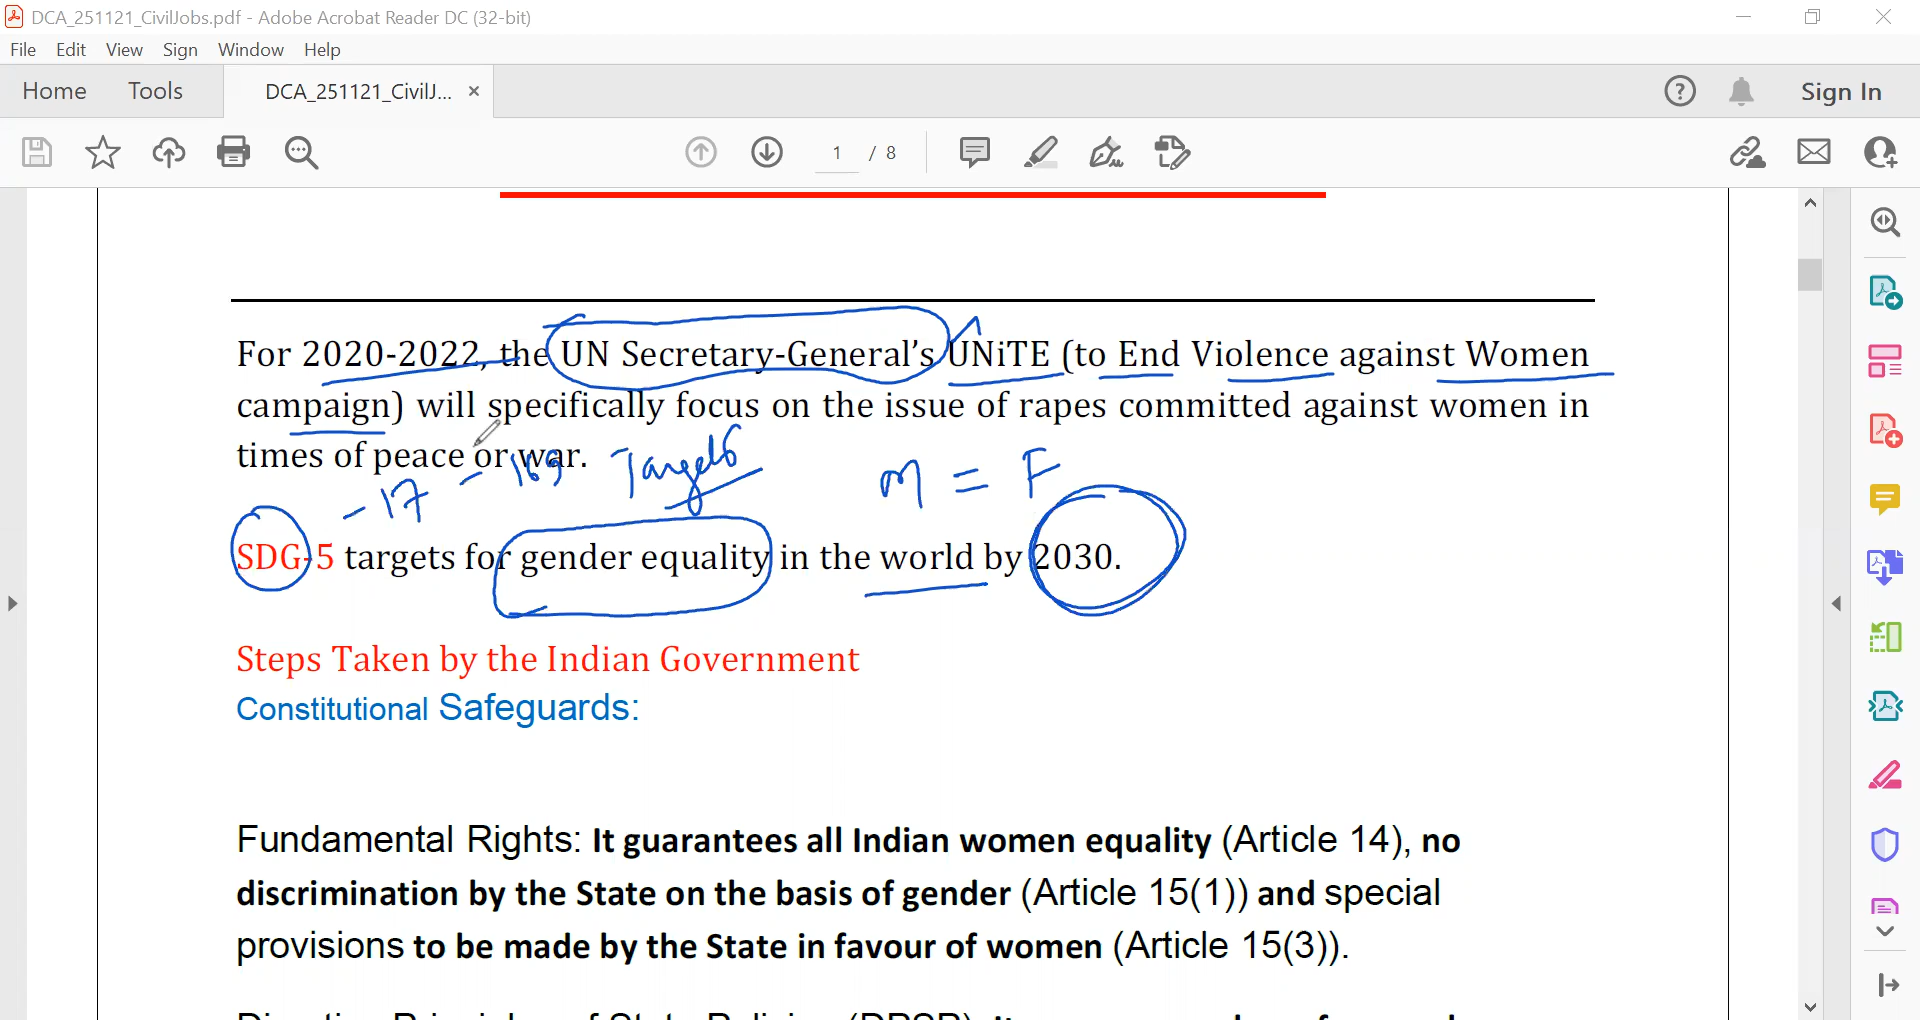 DCA_251121_CivilJobs.pdf - Adobe Acrobat Reader DC (32-bit)
File Edit View Sign Window Help
Home Tools DCA_251121_CivilJ... × ? Sign In
1 / 8
For 2020-2022, the UN Secretary-General’s UNiTE (to End Violence against Women
campaign) will specifically focus on the issue of rapes committed against women in
times of peace or war.
- 17 - 169 Targets M = F
SDG-5 targets for gender equality in the world by 2030.
Steps Taken by the Indian Government
Constitutional Safeguards:
Fundamental Rights: It guarantees all Indian women equality (Article 14), no
discrimination by the State on the basis of gender (Article 15(1)) and special
provisions to be made by the State in favour of women (Article 15(3)).